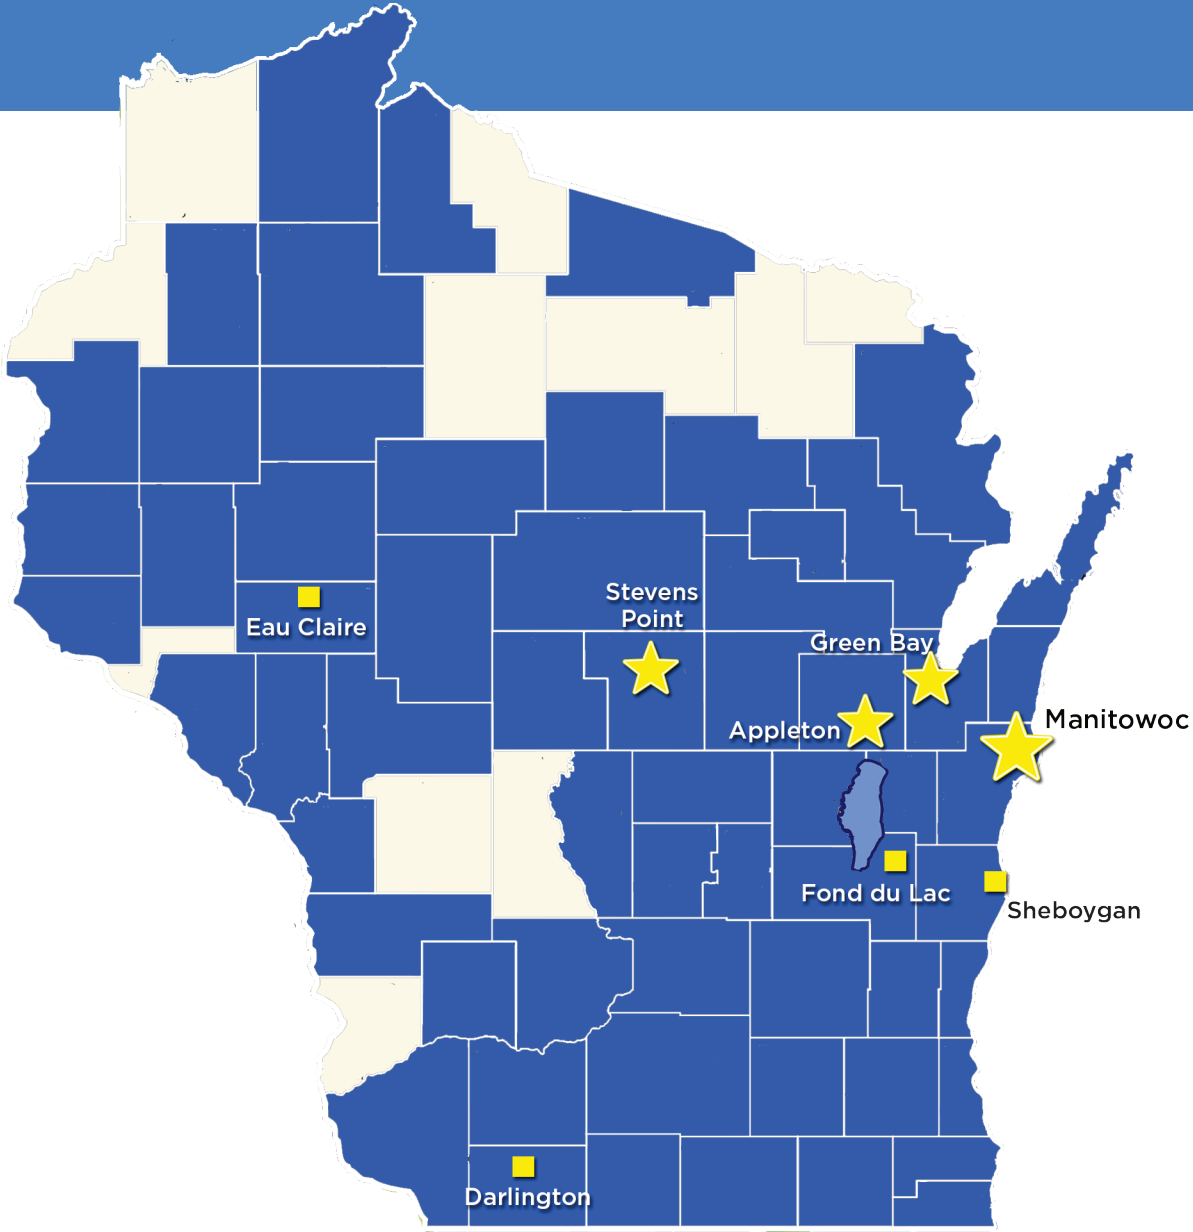 Stevens
Point
Eau Claire
Green Bay
Manitowoc
Appleton
Fond du Lac
Sheboygan
Darlington